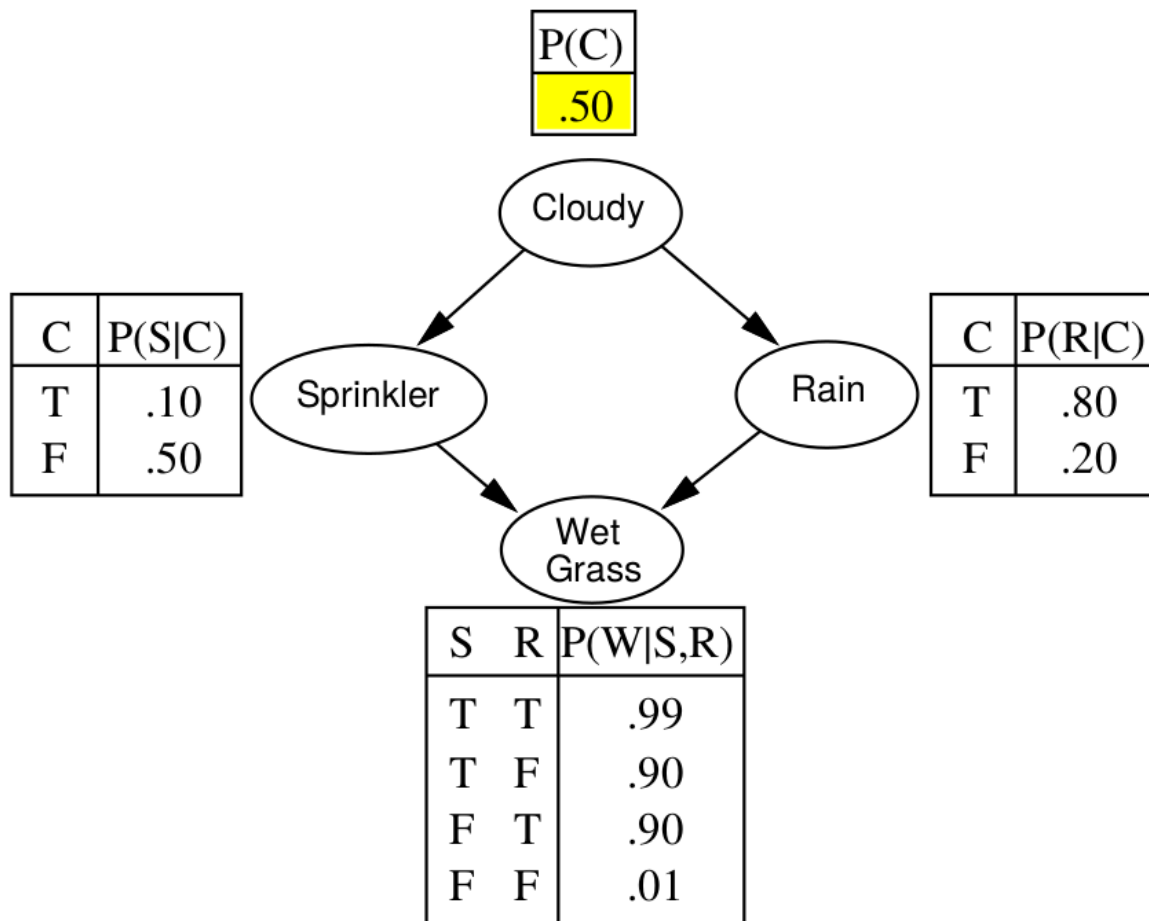 P(C)
.50
Cloudy
C P(S|C)
T .10
F .50
Sprinkler
Rain
C P(R|C)
T .80
F .20
Wet
Grass
S R P(W|S,R)
T T .99
T F .90
F T .90
F F .01